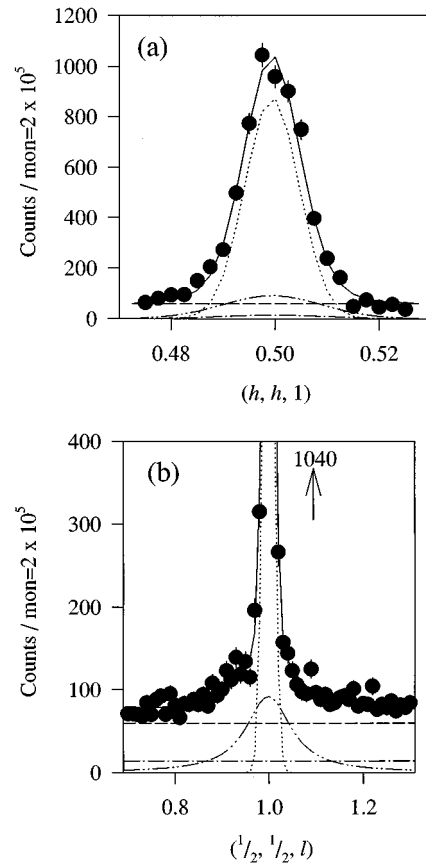 (a)
Counts / mon=2 x 10⁵
1200
1000
800
600
400
200
0
0.48 0.50 0.52
(h, h, 1)
(b)
1040
Counts / mon=2 x 10⁵
400
300
200
100
0
0.8 1.0 1.2
(¹/₂, ¹/₂, l)